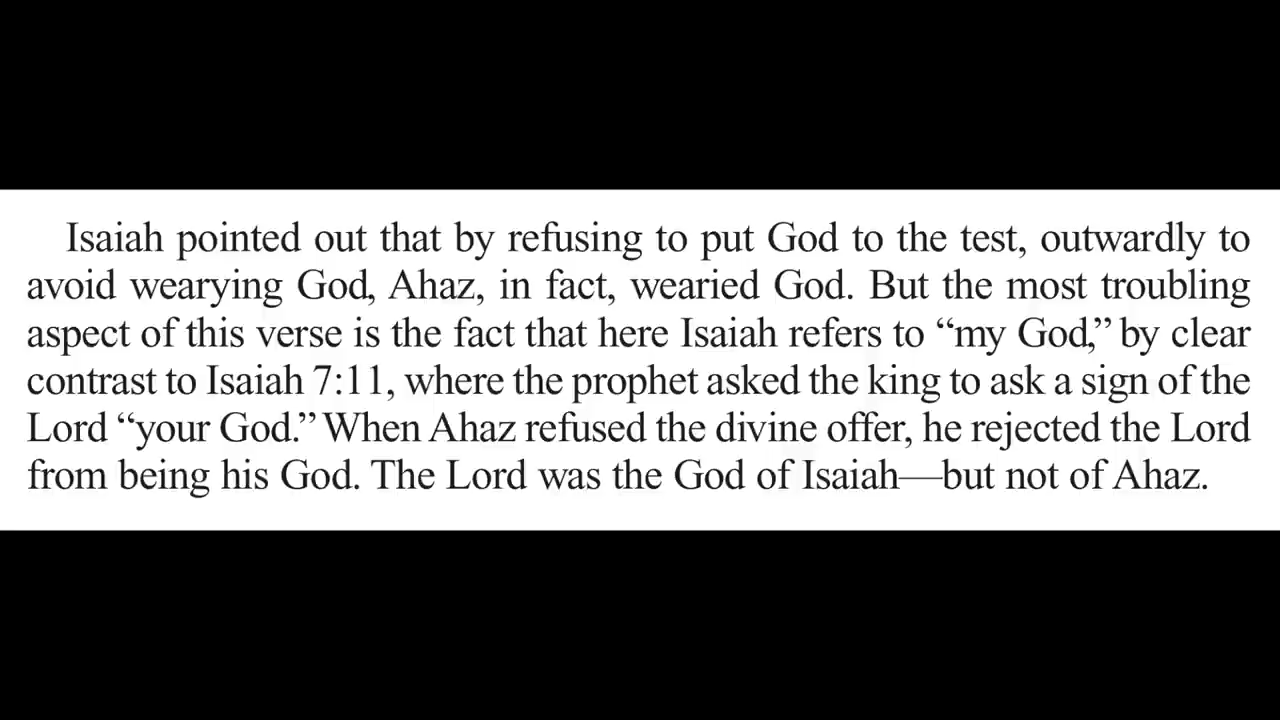 Isaiah pointed out that by refusing to put God to the test, outwardly to
avoid wearying God, Ahaz, in fact, wearied God. But the most troubling
aspect of this verse is the fact that here Isaiah refers to “my God,” by clear
contrast to Isaiah 7:11, where the prophet asked the king to ask a sign of the
Lord “your God.” When Ahaz refused the divine offer, he rejected the Lord
from being his God. The Lord was the God of Isaiah—but not of Ahaz.